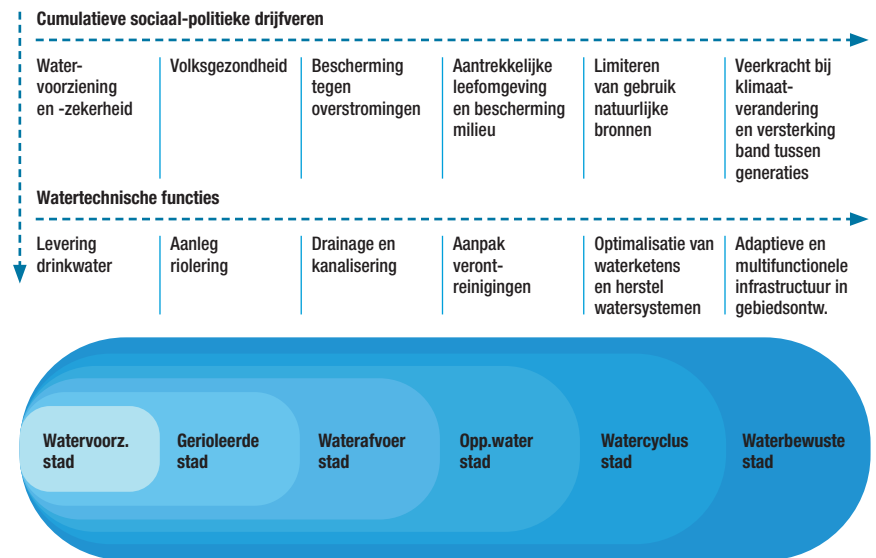 Cumulatieve sociaal-politieke drijfveren
Water-
voorziening
en -zekerheid
Volksgezondheid
Bescherming
tegen
overstromingen
Aantrekkelijke
leefomgeving
en bescherming
milieu
Limiteren
van gebruik
natuurlijke
bronnen
Veerkracht bij
klimaat-
verandering
en versterking
band tussen
generaties
Watertechnische functies
Levering
drinkwater
Aanleg
riolering
Drainage en
kanalisering
Aanpak
veront-
reinigingen
Optimalisatie van
waterketens
en herstel
watersystemen
Adaptieve en
multifunctionele
infrastructuur in
gebiedsontw.
Watervoorz.
stad
Gerioleerde
stad
Waterafvoer
stad
Opp.water
stad
Watercyclus
stad
Waterbewuste
stad